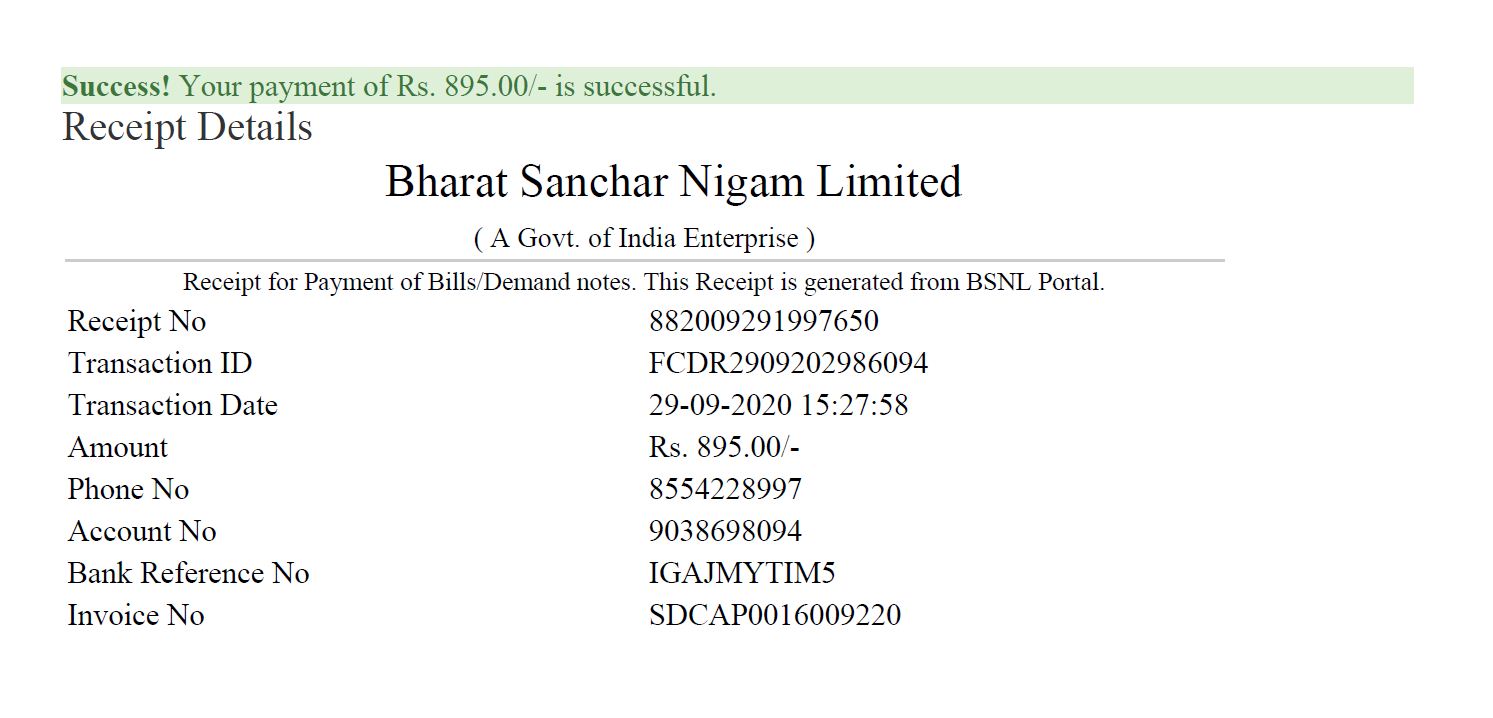 Success! Your payment of Rs. 895.00/- is successful.
Receipt Details
Bharat Sanchar Nigam Limited
( A Govt. of India Enterprise )
Receipt for Payment of Bills/Demand notes. This Receipt is generated from BSNL Portal.
Receipt No 882009291997650
Transaction ID FCDR2909202986094
Transaction Date 29-09-2020 15:27:58
Amount Rs. 895.00/-
Phone No 8554228997
Account No 9038698094
Bank Reference No IGAJMYTIM5
Invoice No SDCAP0016009220